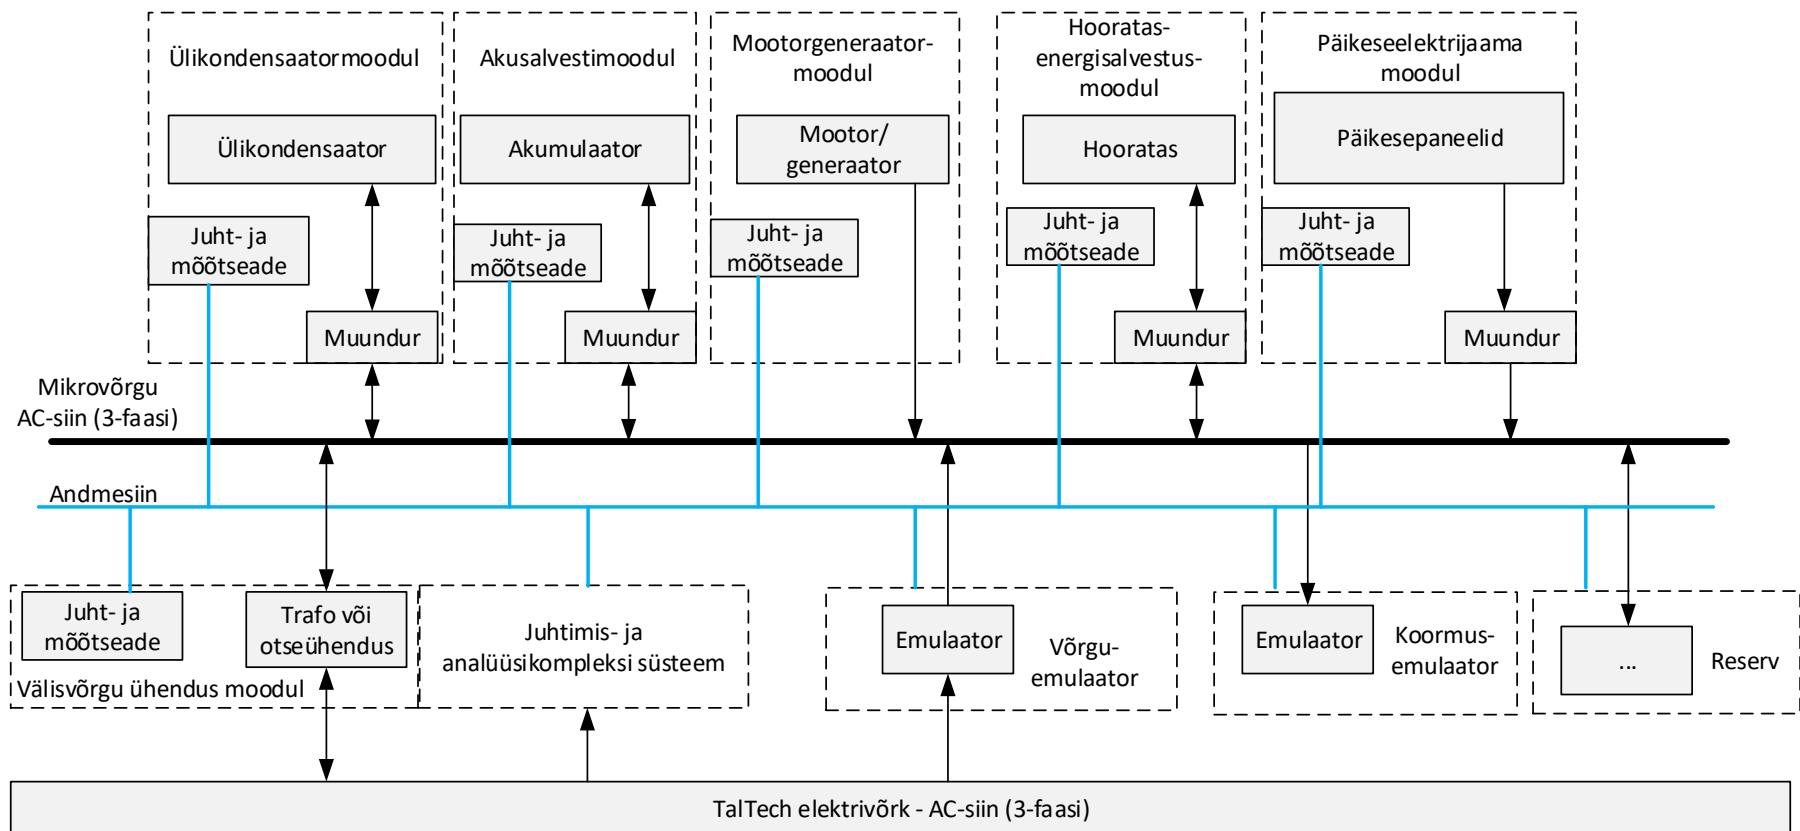 Ülikondensaatormoodul
Akusalvestimoodul
Mootorgeneraator-
moodul
Hooratas-
energisalvestus-
moodul
Päikeseelektrijaama
moodul
Ülikondensaator
Akumulaator
Mootor/
generaator
Hooratas
Päikesepaneelid
Juht- ja
mõõtseade
Juht- ja
mõõtseade
Juht- ja
mõõtseade
Juht- ja
mõõtseade
Juht- ja
mõõtseade
Muundur
Muundur
Muundur
Muundur
Mikrovõrgu
AC-siin (3-faasi)
Andmesiin
Juht- ja
mõõtseade
Trafo või
otseühendus
Välisvõrgu ühendus moodul
Juhtimis- ja
analüüsikompleksi süsteem
Emulaator
Võrgu-
emulaator
Emulaator
Koormus-
emulaator
...
Reserv
TalTech elektrivõrk - AC-siin (3-faasi)